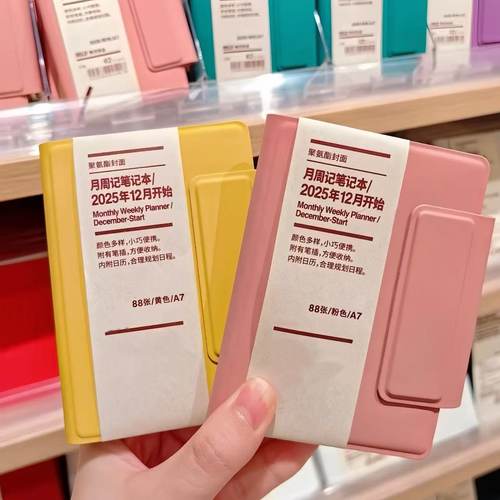 聚氨酯封面
月周记笔记本/
2025年12月开始
Monthly Weekly Planner /
December-Start
颜色多样，小巧便携。
附有笔插，方便收纳。
内附日历，合理规划日程。
88张/黄色/A7
聚氨酯封面
月周记笔记本/
2025年12月开始
Monthly Weekly Planner /
December-Start
颜色多样，小巧便携。
附有笔插，方便收纳。
内附日历，合理规划日程。
88张/粉色/A7